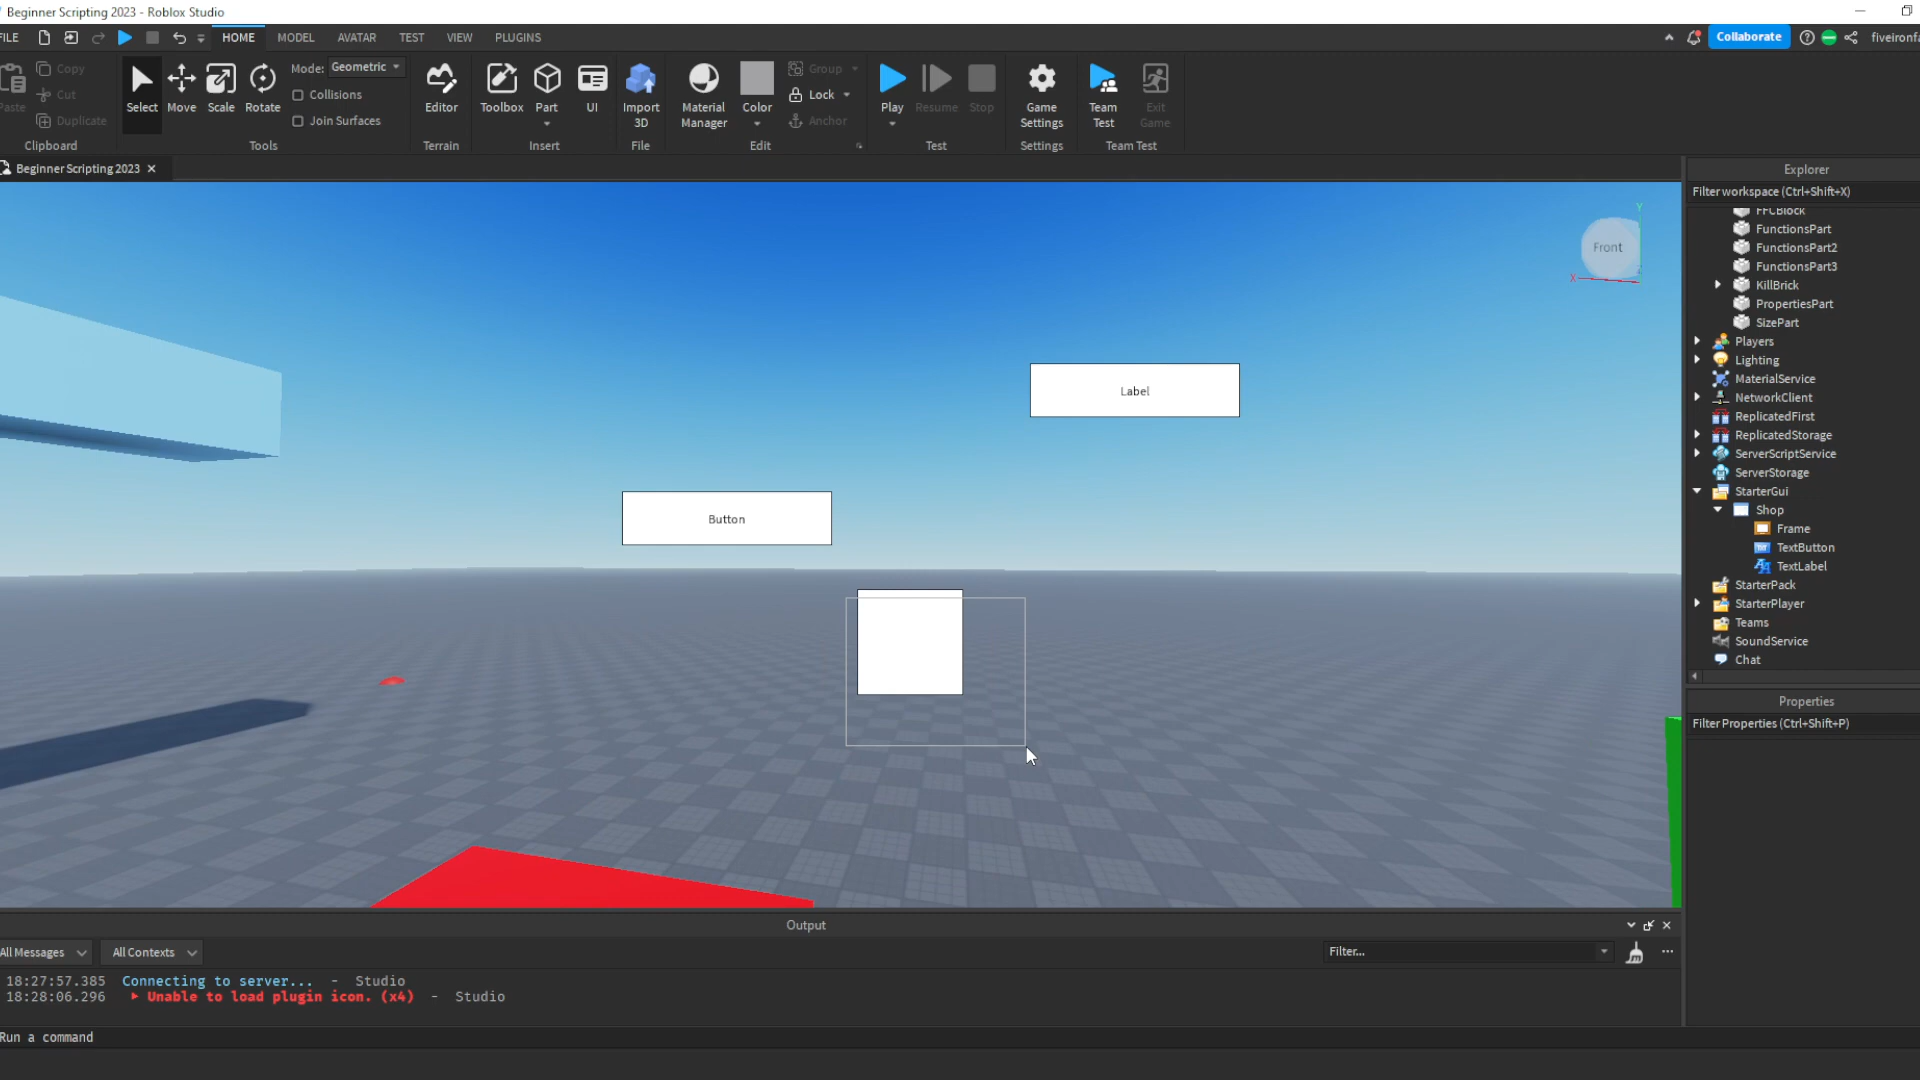 Beginner Scripting 2023 - Roblox Studio
FILE HOME MODEL AVATAR TEST VIEW PLUGINS Collaborate fiveironfa
Paste Copy Cut Duplicate Clipboard
Select Move Scale Rotate Mode: Geometric Collisions Join Surfaces Tools
Editor Terrain
Toolbox Part UI Insert
Import 3D File
Material Manager Color Group Lock Anchor Edit
Play Resume Stop Test
Game Settings Settings
Team Test Exit Game Team Test
Beginner Scripting 2023
Front
Y
X
Label
Button
Explorer
Filter workspace (Ctrl+Shift+X)
FFCBlock
FunctionsPart
FunctionsPart2
FunctionsPart3
KillBrick
PropertiesPart
SizePart
Players
Lighting
MaterialService
NetworkClient
ReplicatedFirst
ReplicatedStorage
ServerScriptService
ServerStorage
StarterGui
Shop
Frame
TextButton
TextLabel
StarterPack
StarterPlayer
Teams
SoundService
Chat
Properties
Filter Properties (Ctrl+Shift+P)
Output
All Messages All Contexts Filter...
18:27:57.385 Connecting to server... - Studio
18:28:06.296 Unable to load plugin icon. (x4) - Studio
Run a command